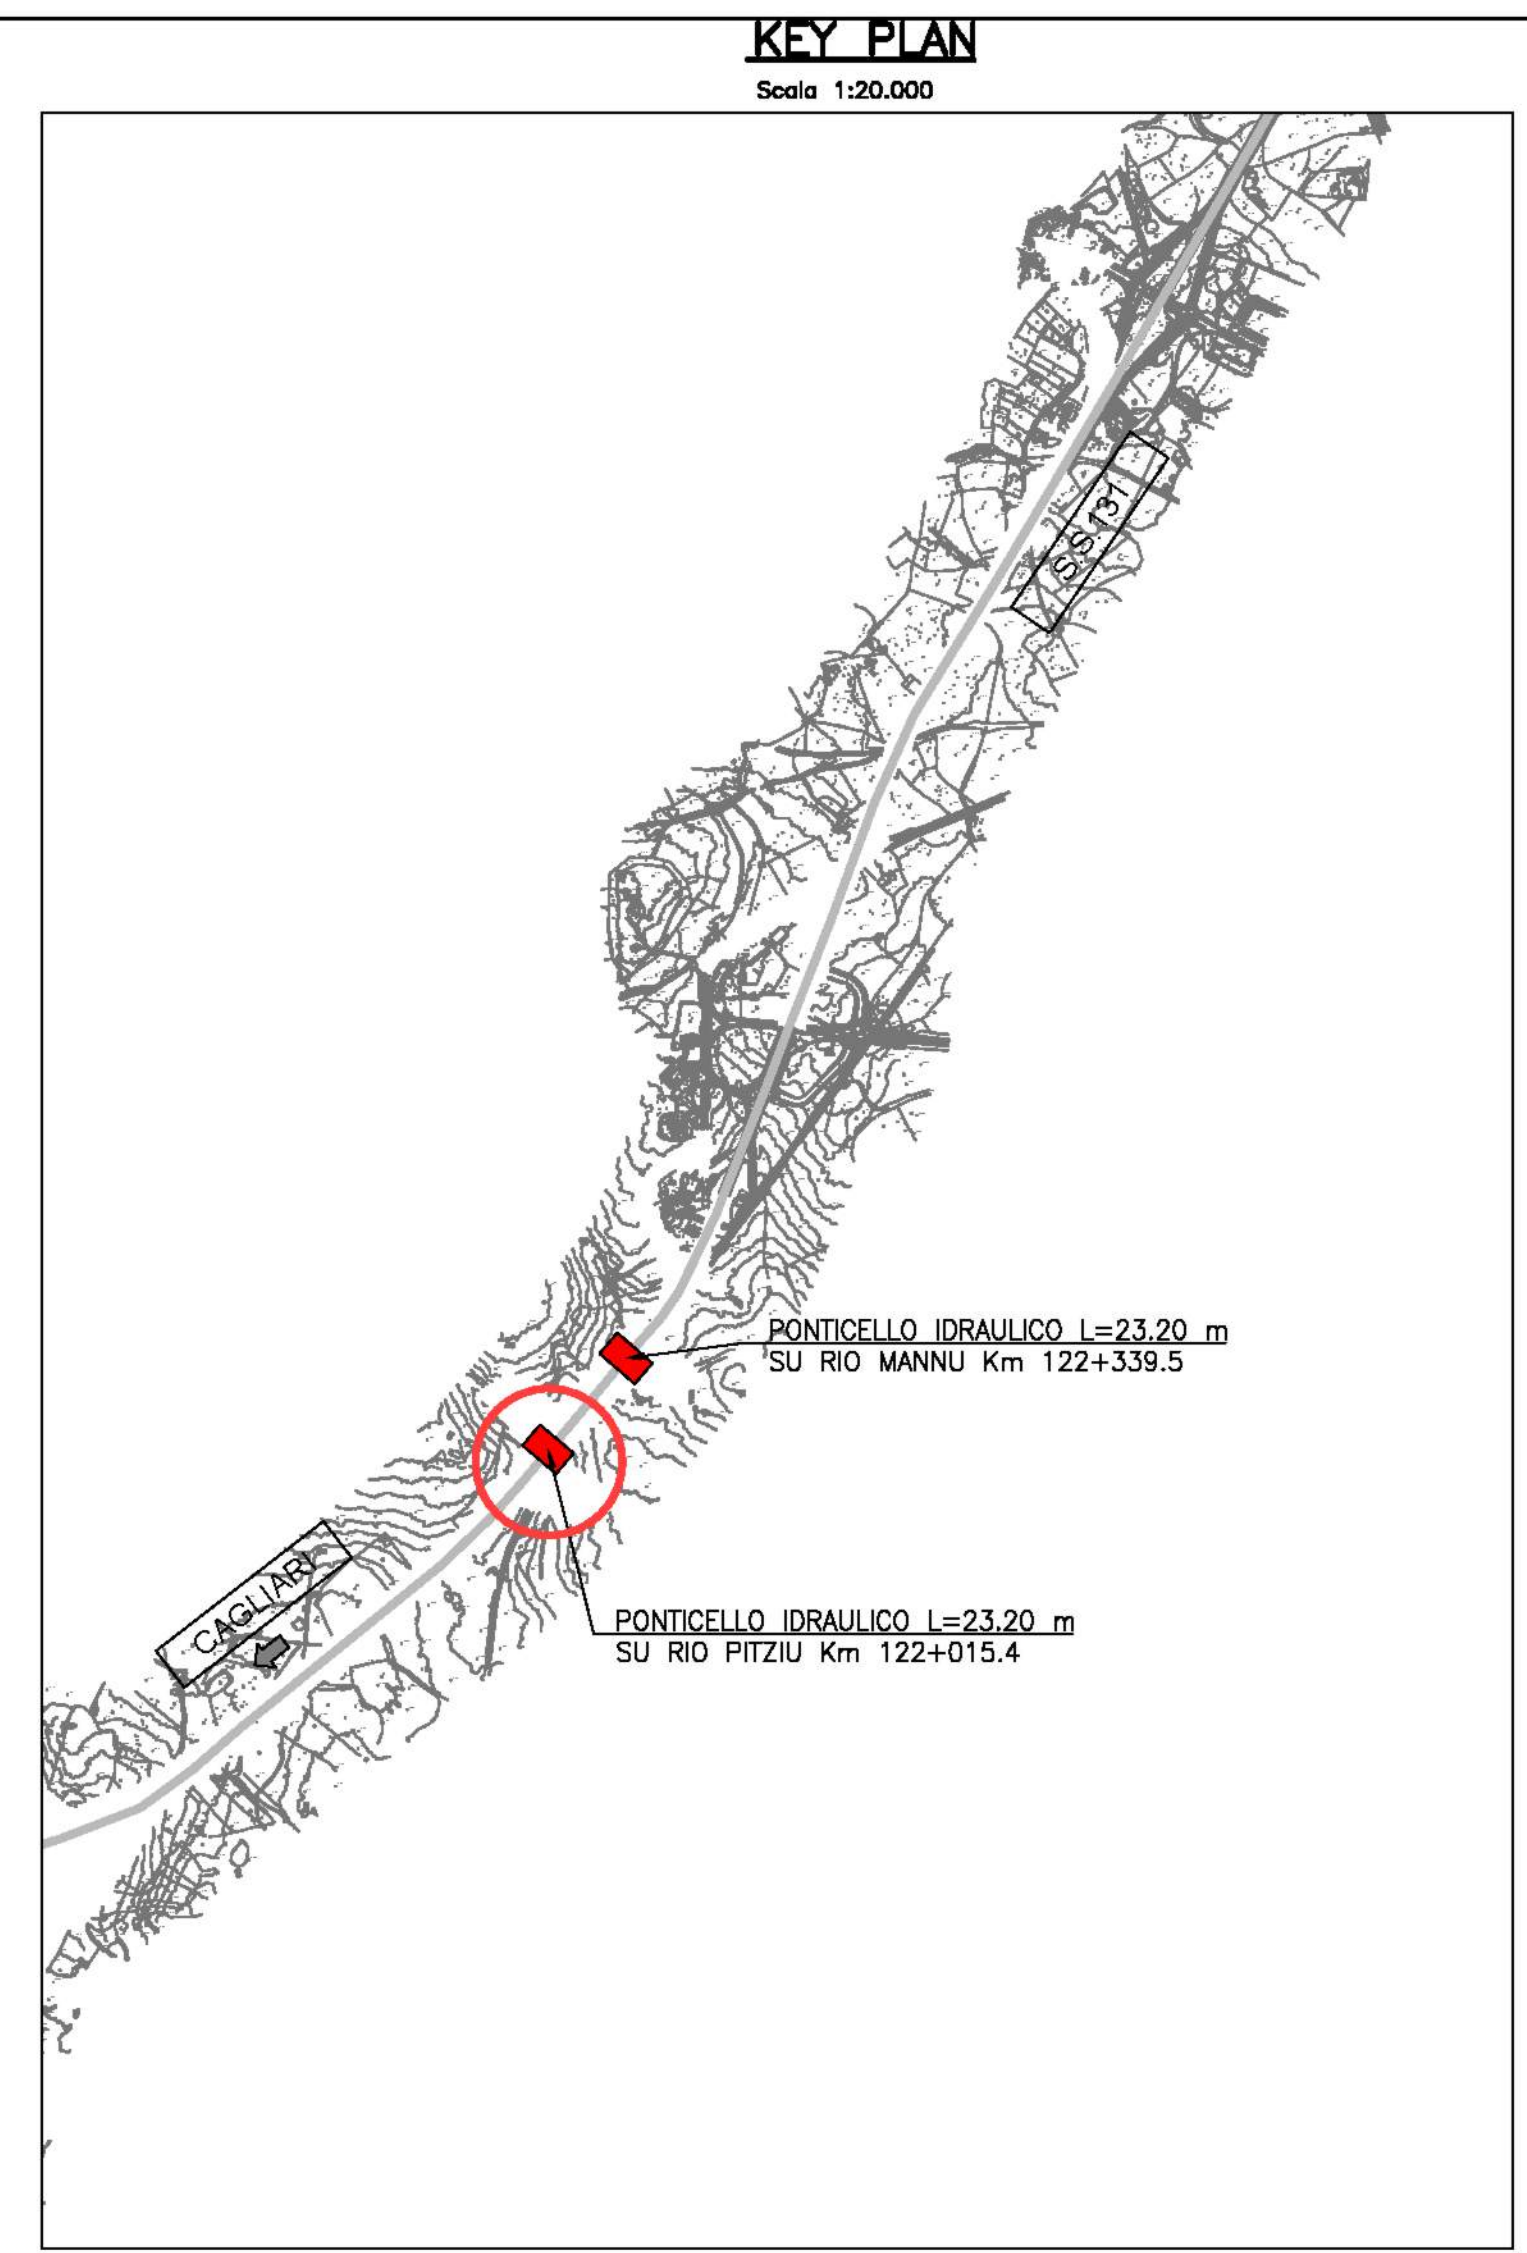 KEY PLAN
Scala 1:20.000
S.S.131
PONTICELLO IDRAULICO L=23.20 m
SU RIO MANNU Km 122+339.5
CAGLIARI
PONTICELLO IDRAULICO L=23.20 m
SU RIO PITZIU Km 122+015.4